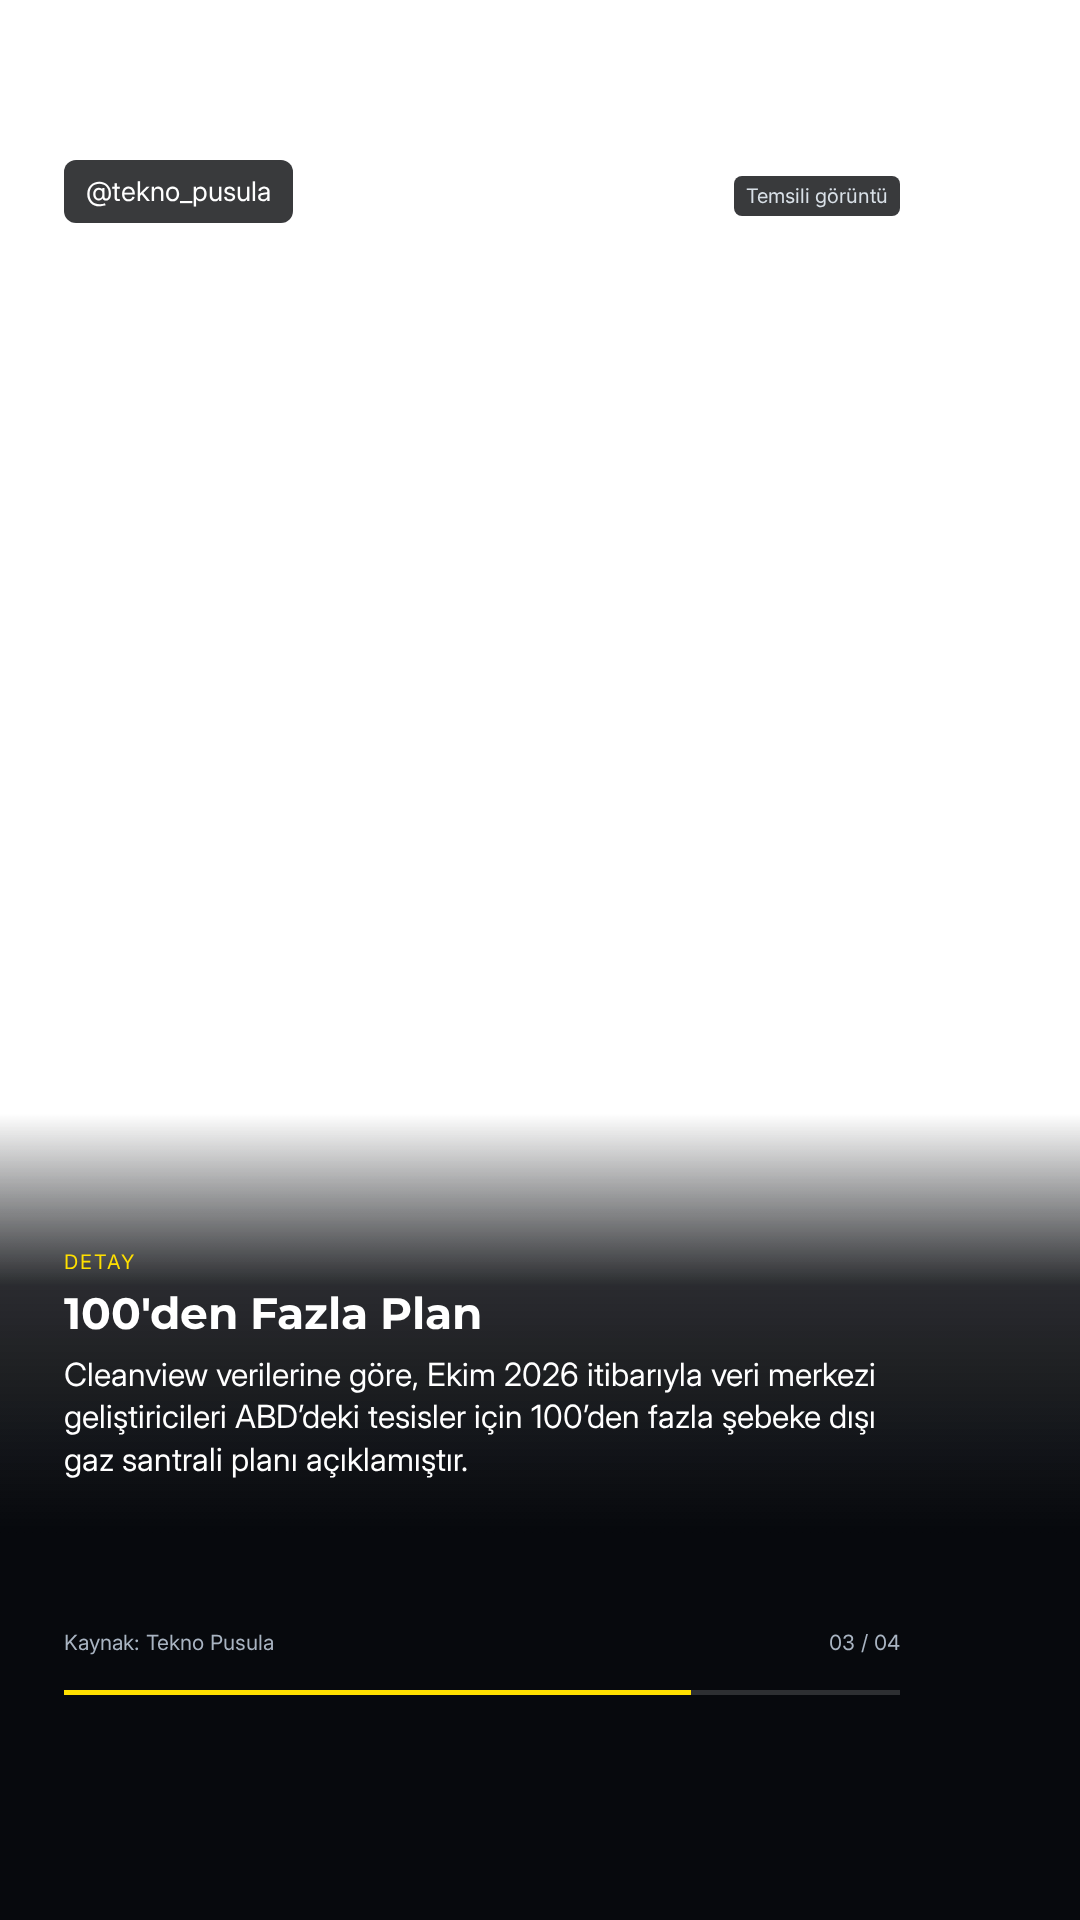 @tekno_pusula
Temsili görüntü
DETAY
100'den Fazla Plan
Cleanview verilerine göre, Ekim 2026 itibarıyla veri merkezi
geliştiricileri ABD’deki tesisler için 100’den fazla şebeke dışı
gaz santrali planı açıklamıştır.
Kaynak: Tekno Pusula
03 / 04